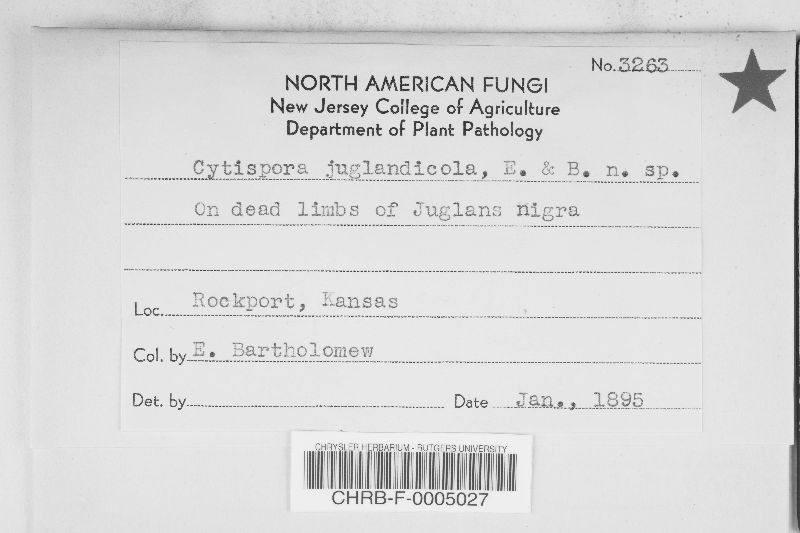 No. 3263
NORTH AMERICAN FUNGI
New Jersey College of Agriculture
Department of Plant Pathology
Cytispora juglandicola, E. & B. n. sp.
On dead limbs of Juglans nigra
Loc. Rockport, Kansas
Col. by E. Bartholomew
Det. by
Date Jan., 1895
CHRYSLER HERBARIUM - RUTGERS UNIVERSITY
CHRB-F-0005027